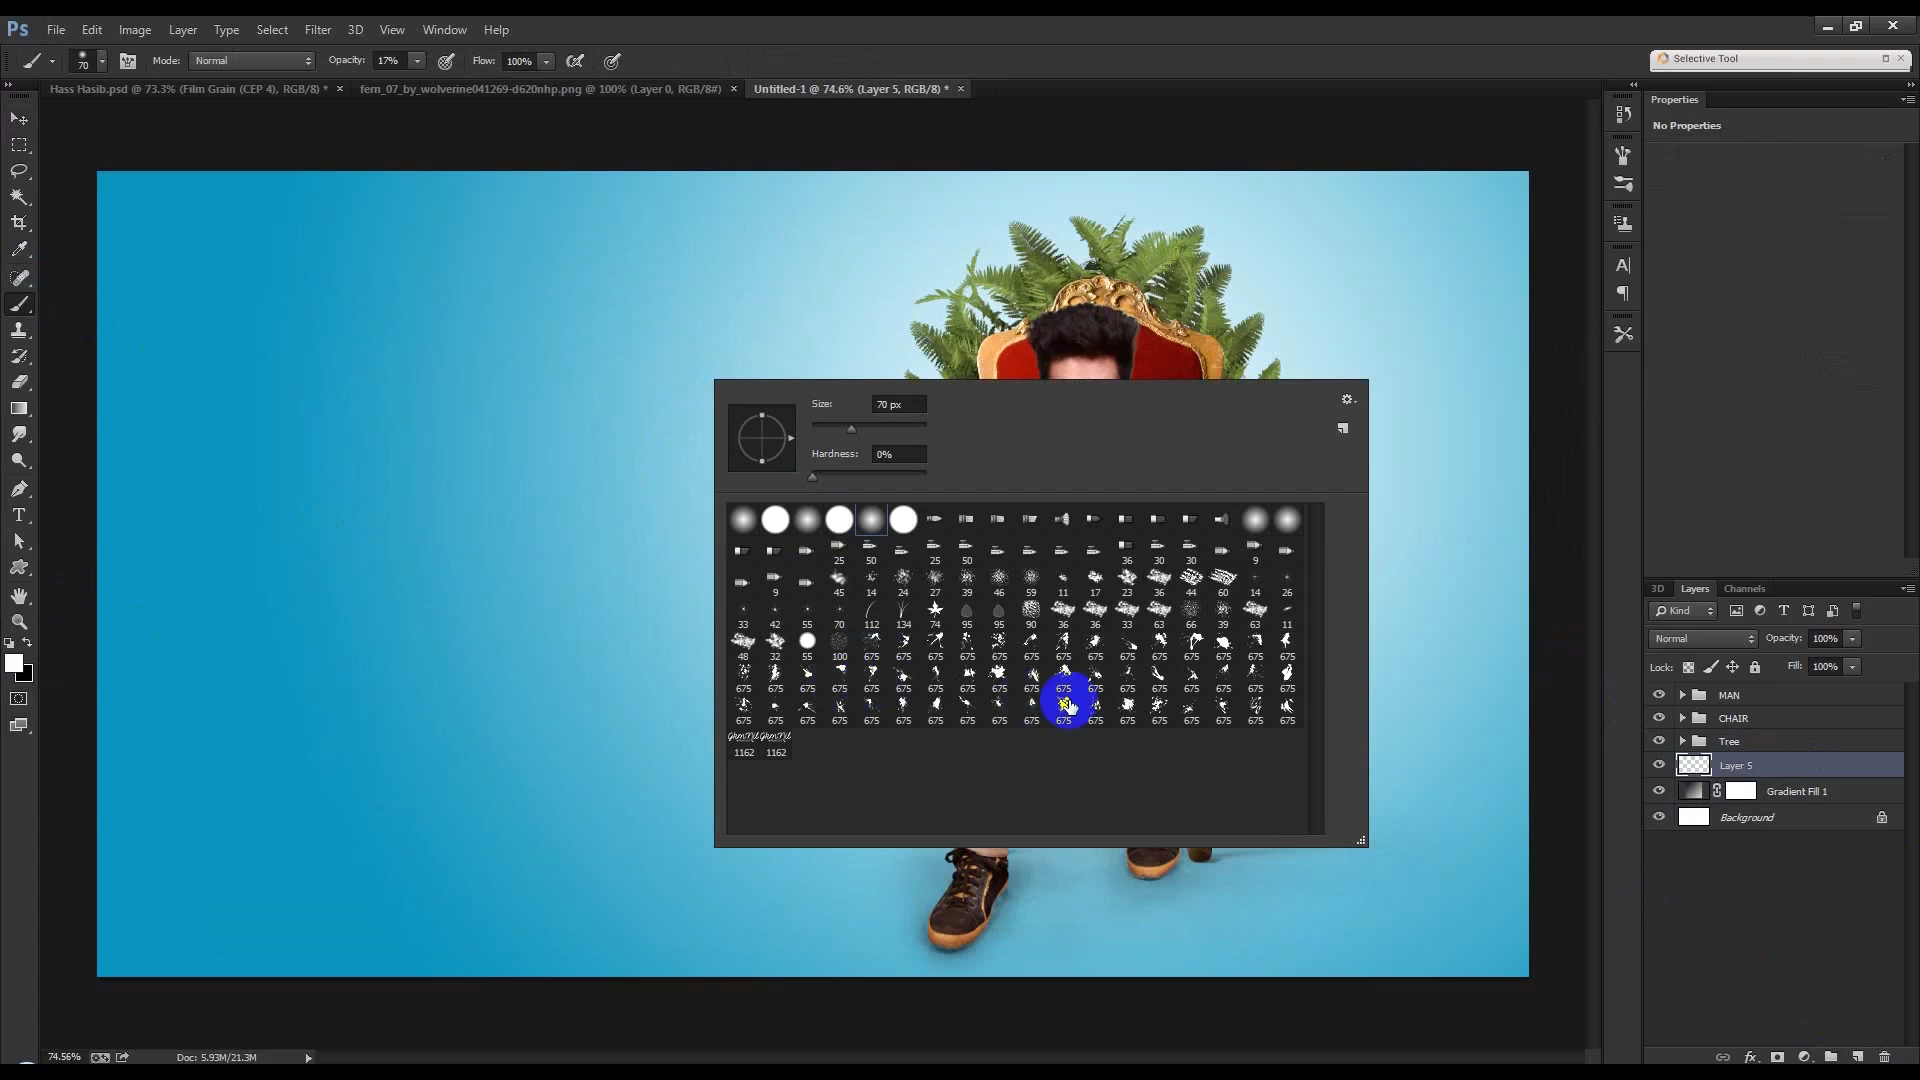 Ps File Edit Image Layer Type Select Filter 3D View Window Help
70 Mode: Normal Opacity: 17% Flow: 100%
Selective Tool
Hass Hasib.psd @ 73.3% (Film Grain (CEP 4), RGB/8) * × fern_07_by_wolverine041269-d620nhp.png @ 100% (Layer 0, RGB/8#) × Untitled-1 @ 74.6% (Layer 5, RGB/8) * ×
Properties
No Properties
Size: 70 px
Hardness: 0%
25 50 25 50 36 30 30 9
9 45 14 24 27 39 46 59 11 17 23 36 44 60 14 26
33 42 55 70 112 134 74 95 95 90 36 36 33 63 66 39 63 11
48 32 55 100 675 675 675 675 675 675 675 675 675 675 675 675 675 675
675 675 675 675 675 675 675 675 675 675 675 675 675 675 675 675 675 675
675 675 675 675 675 675 675 675 675 675 675 675 675 675 675 675 675 675
1162 1162
3D Layers Channels
Kind
Normal Opacity: 100%
Lock: Fill: 100%
MAN
CHAIR
Tree
Layer 5
Gradient Fill 1
Background
74.56% Doc: 5.93M/21.3M